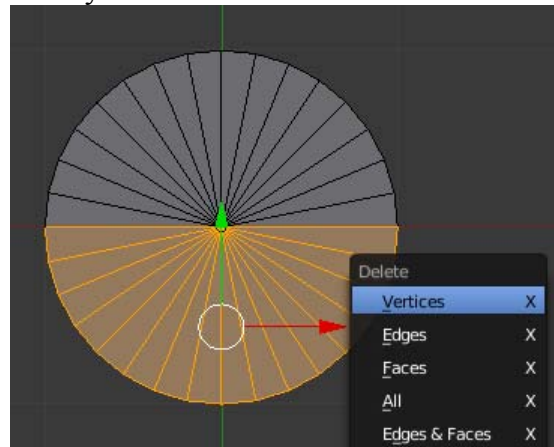 Delete
Vertices X
Edges X
Faces X
All X
Edges & Faces X